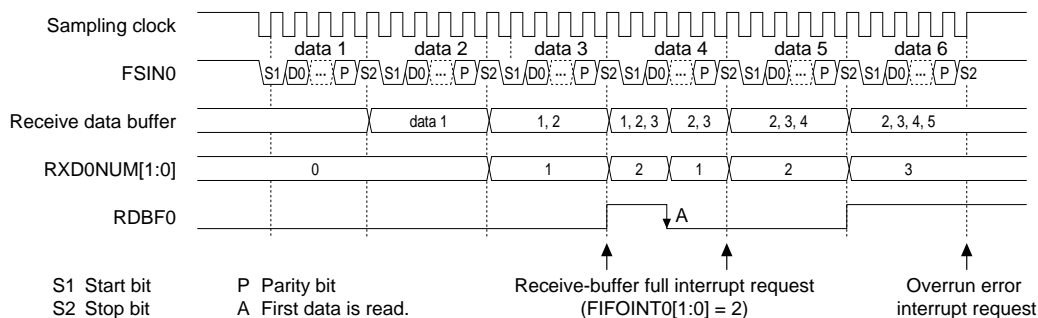 Sampling clock
data 1 data 2 data 3 data 4 data 5 data 6
FSIN0 S1 D0 ... P S2 S1 D0 ... P S2 S1 D0 ... P S2 S1 D0 ... P S2 S1 D0 ... P S2 S1 D0 ... P S2
Receive data buffer data 1 1, 2 1, 2, 3 2, 3 2, 3, 4 2, 3, 4, 5
RXD0NUM[1:0] 0 1 2 1 2 3
RDBF0 A
S1 Start bit P Parity bit Receive-buffer full interrupt request Overrun error
S2 Stop bit A First data is read. (FIFOINT0[1:0] = 2) interrupt request